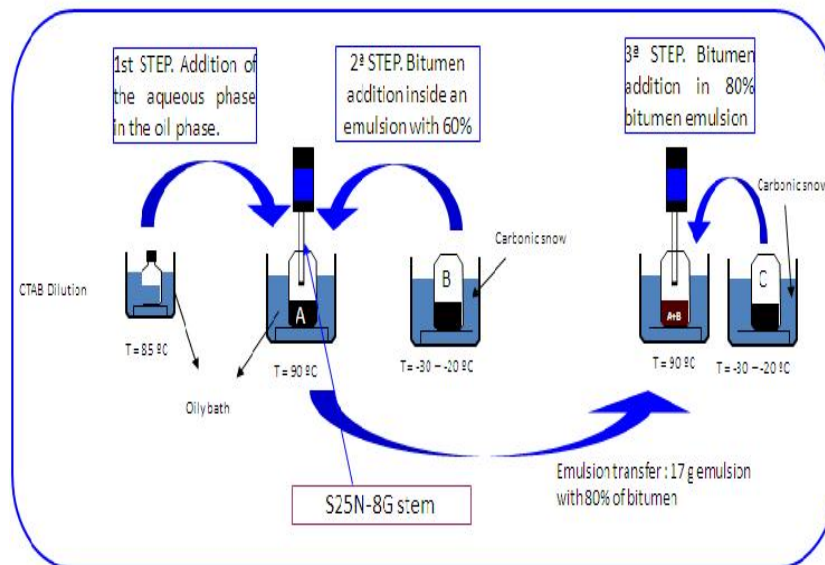 1st STEP. Addition of
the aqueous phase
in the oil phase.
2ª STEP. Bitumen
addition inside an
emulsion with 60%
3ª STEP. Bitumen
addition in 80%
bitumen emulsion
Carbonic snow
Carbonic snow
CTAB Dilution
A
B
A+B
C
T = 85 ºC
T = 90 ºC
T = -30 – -20 ºC
T = 90 ºC
T = -30 – -20 ºC
Oily bath
S25N-8G stem
Emulsion transfer : 17 g emulsion
with 80% of bitumen